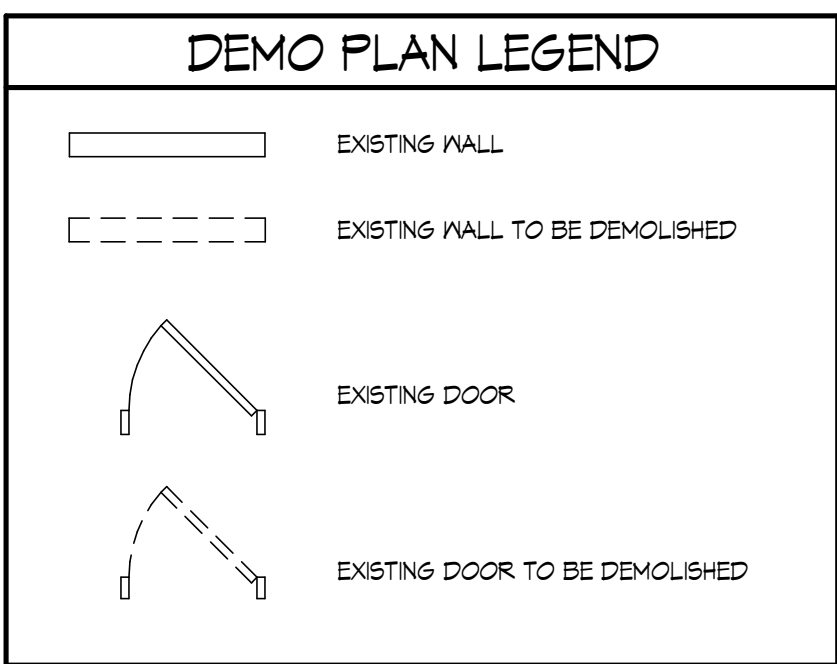 DEMO PLAN LEGEND
EXISTING WALL
EXISTING WALL TO BE DEMOLISHED
EXISTING DOOR
EXISTING DOOR TO BE DEMOLISHED